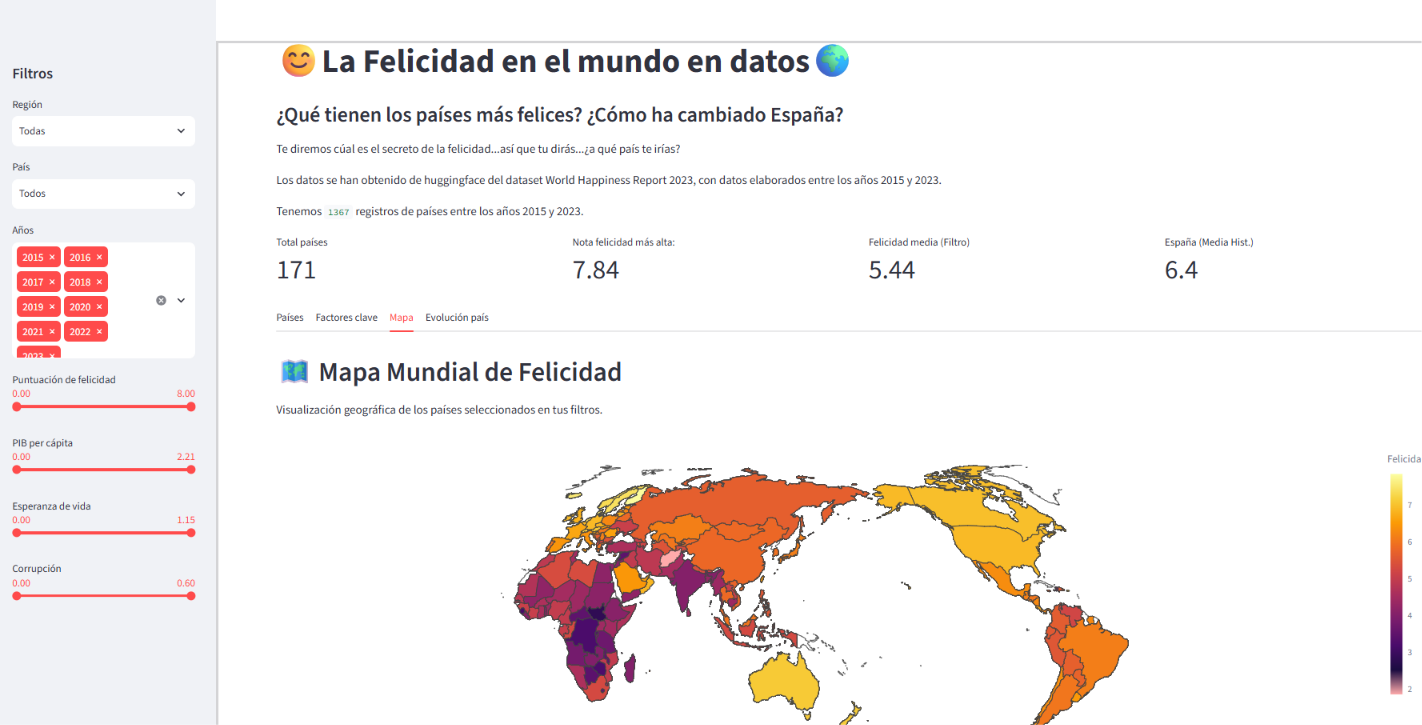 Filtros
Región
Todas
País
Todos
Años
2015 × 2016 ×
2017 × 2018 ×
2019 × 2020 ×
2021 × 2022 ×
2023 ×
Puntuación de felicidad
0.00 8.00
PIB per cápita
0.00 2.21
Esperanza de vida
0.00 1.15
Corrupción
0.00 0.60
La Felicidad en el mundo en datos
¿Qué tienen los países más felices? ¿Cómo ha cambiado España?
Te diremos cúal es el secreto de la felicidad...así que tu dirás...¿a qué país te irías?
Los datos se han obtenido de huggingface del dataset World Happiness Report 2023, con datos elaborados entre los años 2015 y 2023.
Tenemos 1367 registros de países entre los años 2015 y 2023.
Total países
171
Nota felicidad más alta:
7.84
Felicidad media (Filtro)
5.44
España (Media Hist.)
6.4
Países Factores clave Mapa Evolución país
Mapa Mundial de Felicidad
Visualización geográfica de los países seleccionados en tus filtros.
Felicida
7
6
5
4
3
2